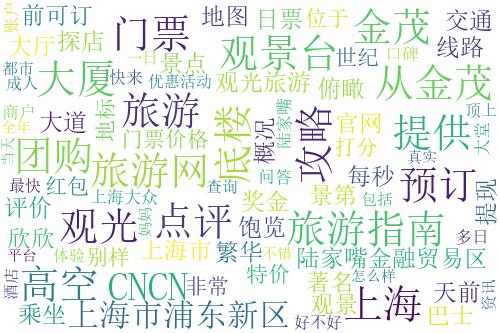 账户
前可订
门票
地图
日票
位于
金茂
交通
大厅
探店
观景台
世纪
口碑
线路
都市
成人
大厦
快来
一日
景点
优惠活动
观光旅游
俯瞰
从金茂
商户
全年
大道
旅游
地标
底楼
概况
陆家嘴
攻略
官网
打分
提供
顶上
大堂
当天
团购
门票价格
旅游网
真实
最快
红包
上海大众
查询
问答
景第
每秒
包括
预订
提现
评价
观光
妈妈
点评
奖金
饱览
旅游指南
多日
欣欣
上海市
繁华
不错
陆家嘴金融贸易区
平台
体验
别样
酒店
高空
CNCN
非常
特价
著名
怎么样
观景
上海
天前
资讯
乘坐
上海市浦东新区
好不好
巴士